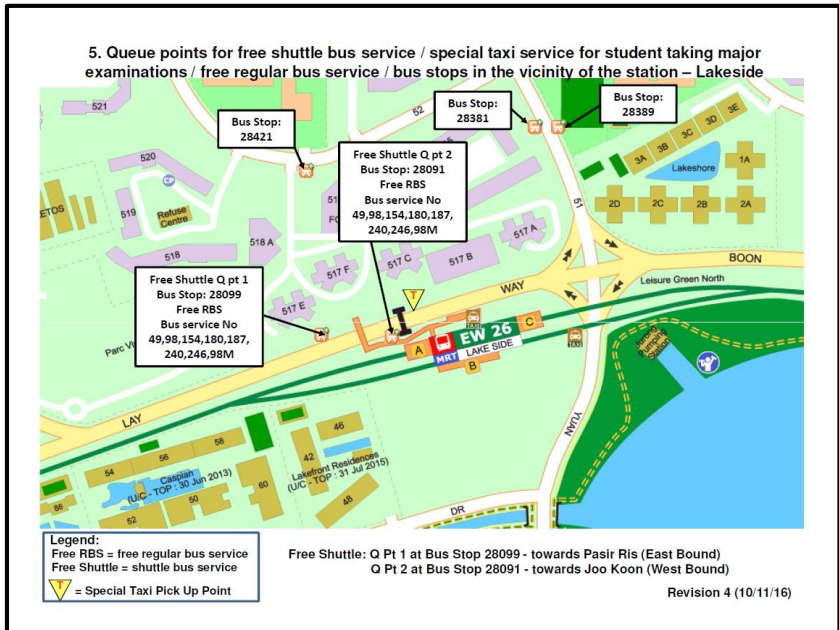 5. Queue points for free shuttle bus service / special taxi service for student taking major
examinations / free regular bus service / bus stops in the vicinity of the station – Lakeside
Bus Stop:
28421
Bus Stop:
28381
Bus Stop:
28389
Free Shuttle Q pt 2
Bus Stop: 28091
Free RBS
Bus service No
49,98,154,180,187,
240,246,98M
Free Shuttle Q pt 1
Bus Stop: 28099
Free RBS
Bus service No
49,98,154,180,187,
240,246,98M
521
52
520
CP
519
Refuse
Centre
518
518 A
517 A
517 B
517 C
517 F
517 E
51
3A
3B
3C
3D
3E
Lakeshore
1A
2D
2C
2B
2A
BOON
WAY
LAY
Leisure Green North
T
TAXI
TAXI
A
MRT
EW 26
LAKE SIDE
B
C
Jurong
Pumping
Station
YUAN
DR
54
56
58
Caspian
(U/C - TOP : 30 Jun 2013)
52
50
60
66
46
42
48
Lakefront Residences
(U/C - TOP : 31 Jul 2015)
Legend:
Free RBS = free regular bus service
Free Shuttle = shuttle bus service
T = Special Taxi Pick Up Point
Free Shuttle: Q Pt 1 at Bus Stop 28099 - towards Pasir Ris (East Bound)
Q Pt 2 at Bus Stop 28091 - towards Joo Koon (West Bound)
Revision 4 (10/11/16)